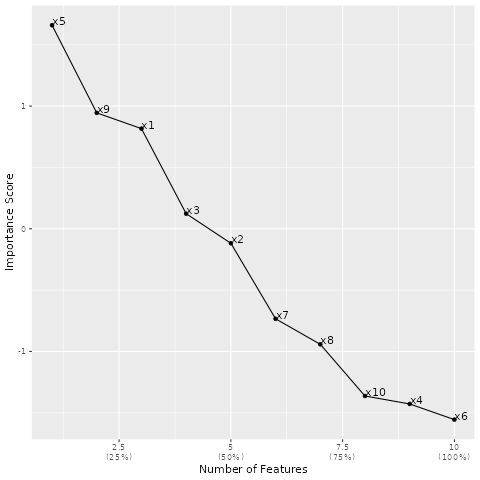 x5
x9
x1
x3
x2
x7
x8
x10
x4
x6
1
0
-1
Importance Score
2.5 5 7.5 10
(25%) (50%) (75%) (100%)
Number of Features